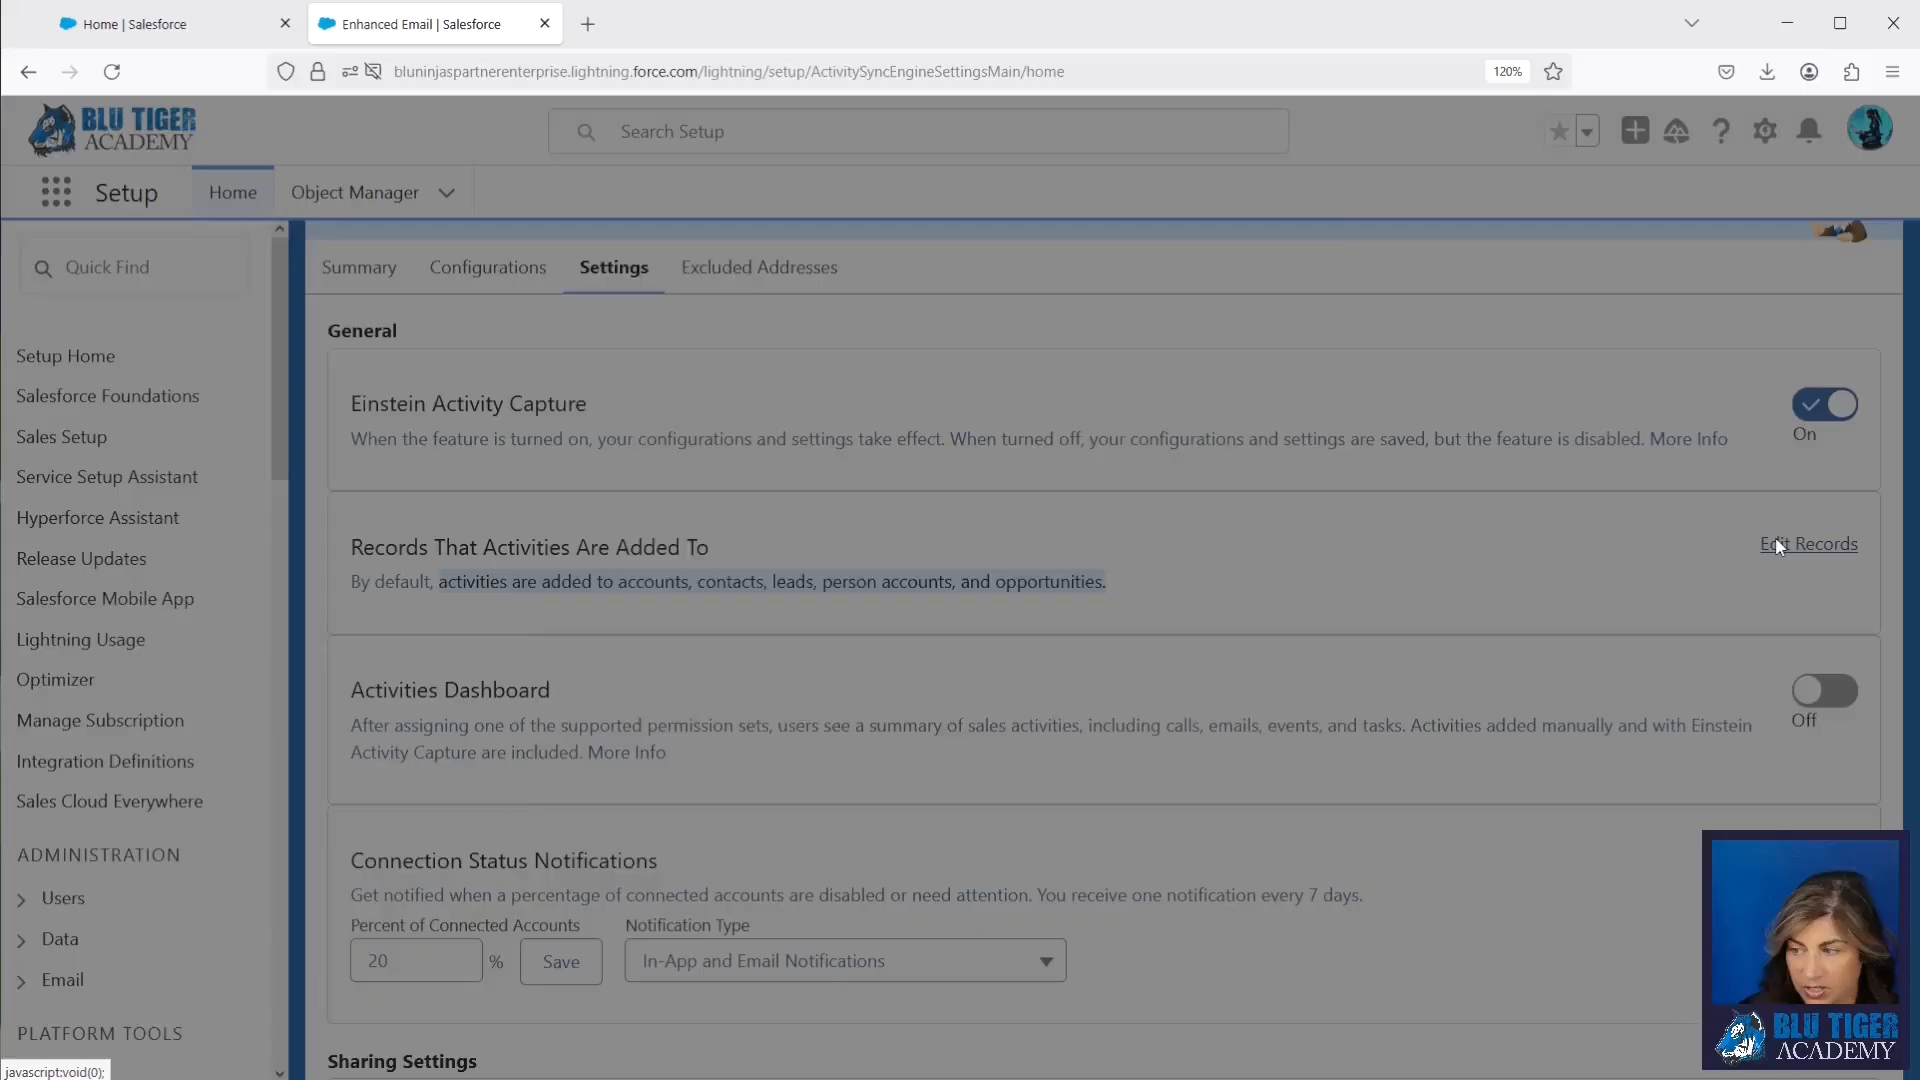 Home | Salesforce
Enhanced Email | Salesforce
bluninjaspartnerenterprise.lightning.force.com/lightning/setup/ActivitySyncEngineSettingsMain/home
120%
BLU TIGER
ACADEMY
Search Setup
Setup
Home
Object Manager
Quick Find
Setup Home
Salesforce Foundations
Sales Setup
Service Setup Assistant
Hyperforce Assistant
Release Updates
Salesforce Mobile App
Lightning Usage
Optimizer
Manage Subscription
Integration Definitions
Sales Cloud Everywhere
ADMINISTRATION
Users
Data
Email
PLATFORM TOOLS
javascript:void(0);
Summary
Configurations
Settings
Excluded Addresses
General
Einstein Activity Capture
When the feature is turned on, your configurations and settings take effect. When turned off, your configurations and settings are saved, but the feature is disabled. More Info
On
Records That Activities Are Added To
Edit Records
By default, activities are added to accounts, contacts, leads, person accounts, and opportunities.
Activities Dashboard
After assigning one of the supported permission sets, users see a summary of sales activities, including calls, emails, events, and tasks. Activities added manually and with Einstein
Activity Capture are included. More Info
Off
Connection Status Notifications
Get notified when a percentage of connected accounts are disabled or need attention. You receive one notification every 7 days.
Percent of Connected Accounts
Notification Type
20
%
Save
In-App and Email Notifications
Sharing Settings
BLU TIGER
ACADEMY